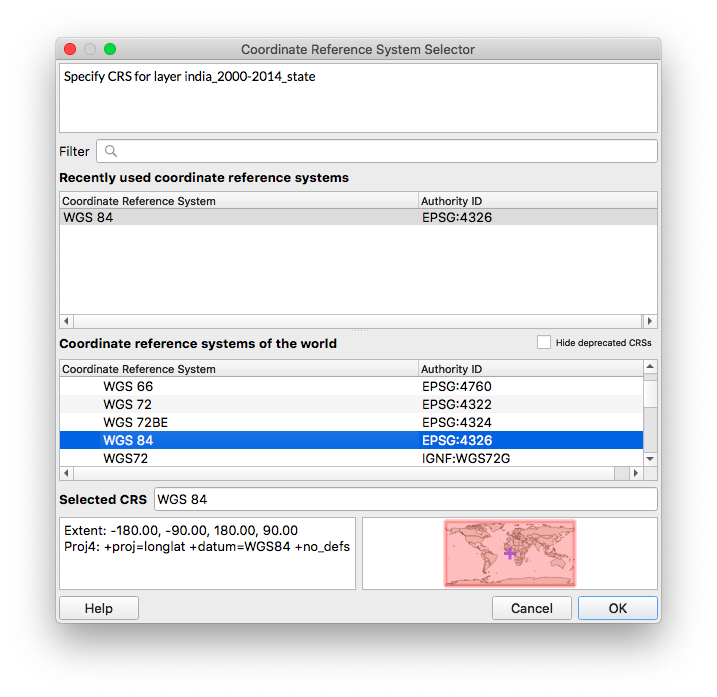 Coordinate Reference System Selector
Specify CRS for layer india_2000-2014_state
Filter
Recently used coordinate reference systems
Coordinate Reference System Authority ID
WGS 84 EPSG:4326
Coordinate reference systems of the world Hide deprecated CRSs
Coordinate Reference System Authority ID
WGS 66 EPSG:4760
WGS 72 EPSG:4322
WGS 72BE EPSG:4324
WGS 84 EPSG:4326
WGS72 IGNF:WGS72G
Selected CRS WGS 84
Extent: -180.00, -90.00, 180.00, 90.00
Proj4: +proj=longlat +datum=WGS84 +no_defs
Help Cancel OK